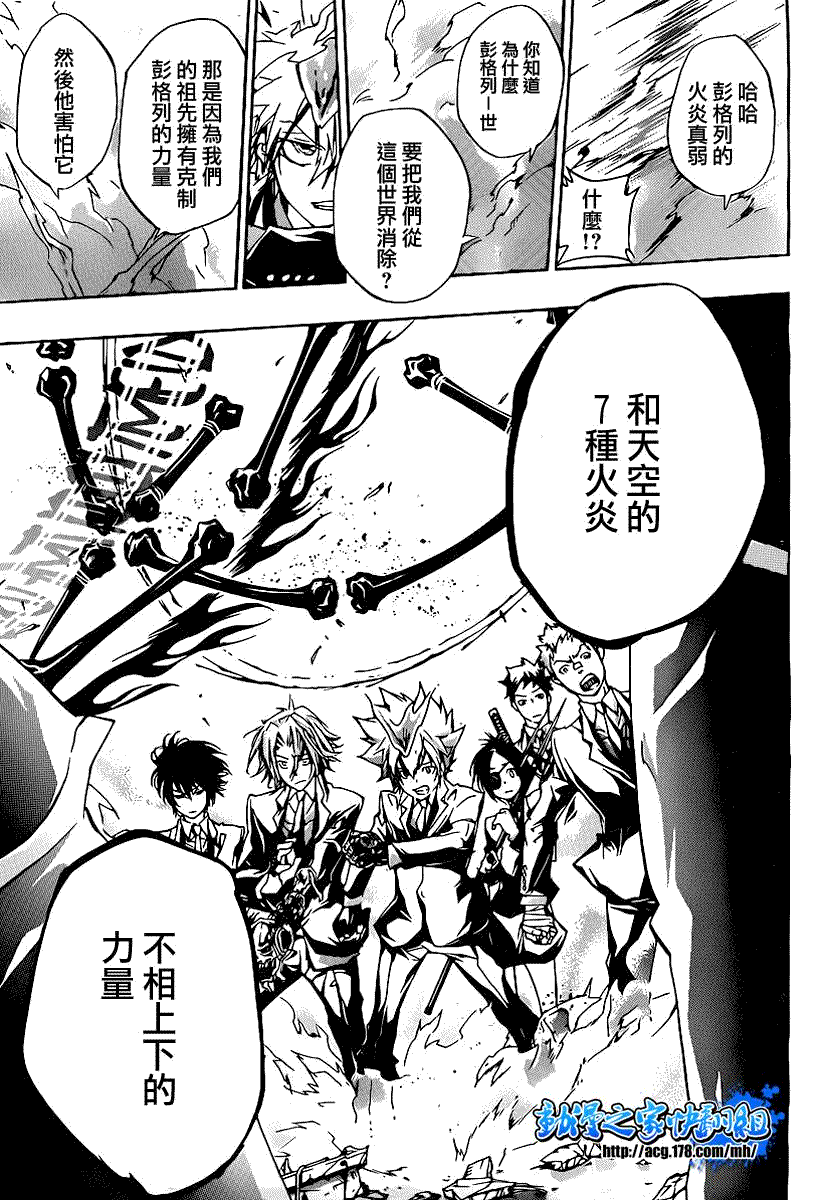 哈哈
彭格列的
火炎真弱
什麼!?
你知道
為什麼
彭格列一世
要把我們從
這個世界消除?
那是因為我們
的祖先擁有克制
彭格列的力量
然後他害怕它
和天空的
7種火炎
不相上下的
力量
動漫之家快翻組
http://acg.178.com/mh/